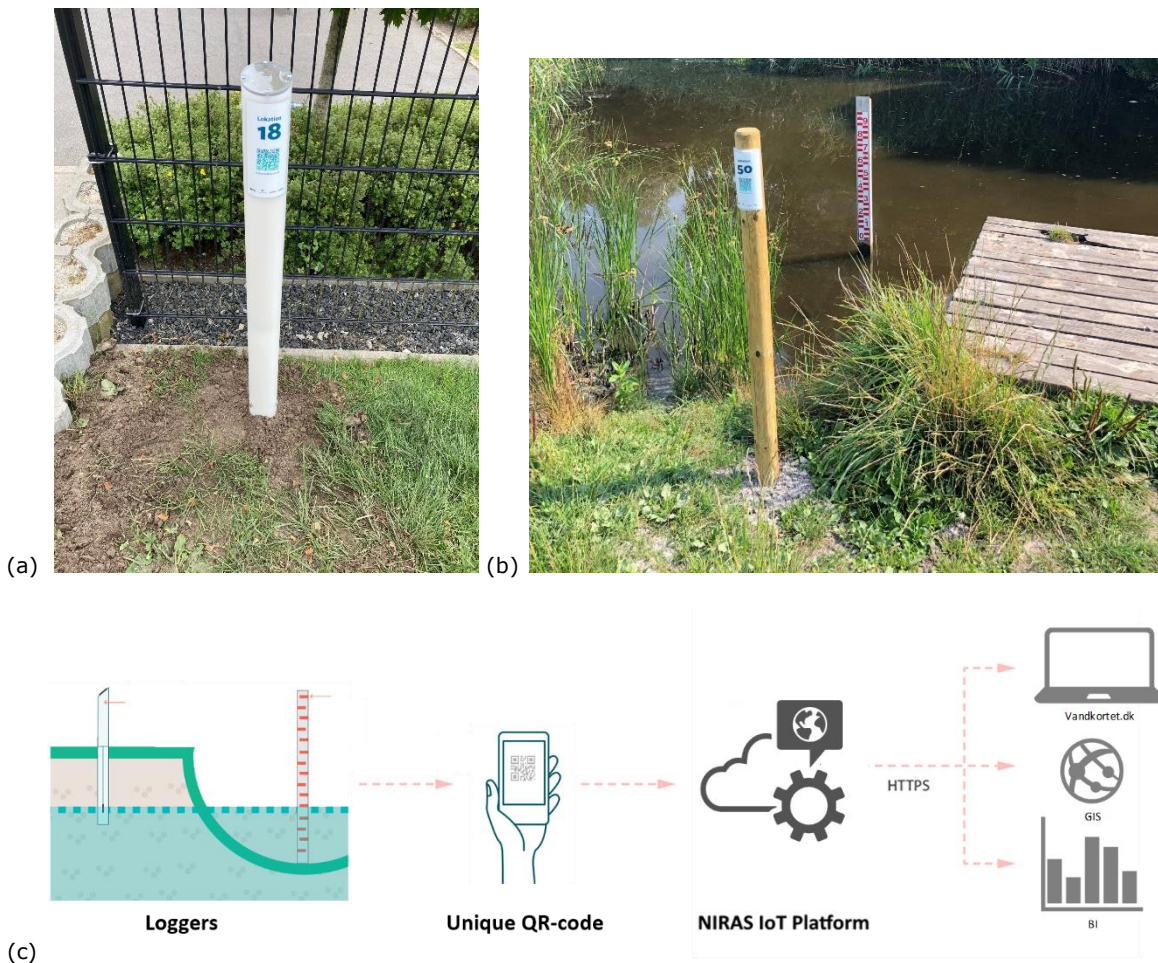 Lokation
18
(a)
50
(b)
HTTPS
Vandkortet.dk
GIS
BI
Loggers
Unique QR-code
NIRAS IoT Platform
(c)